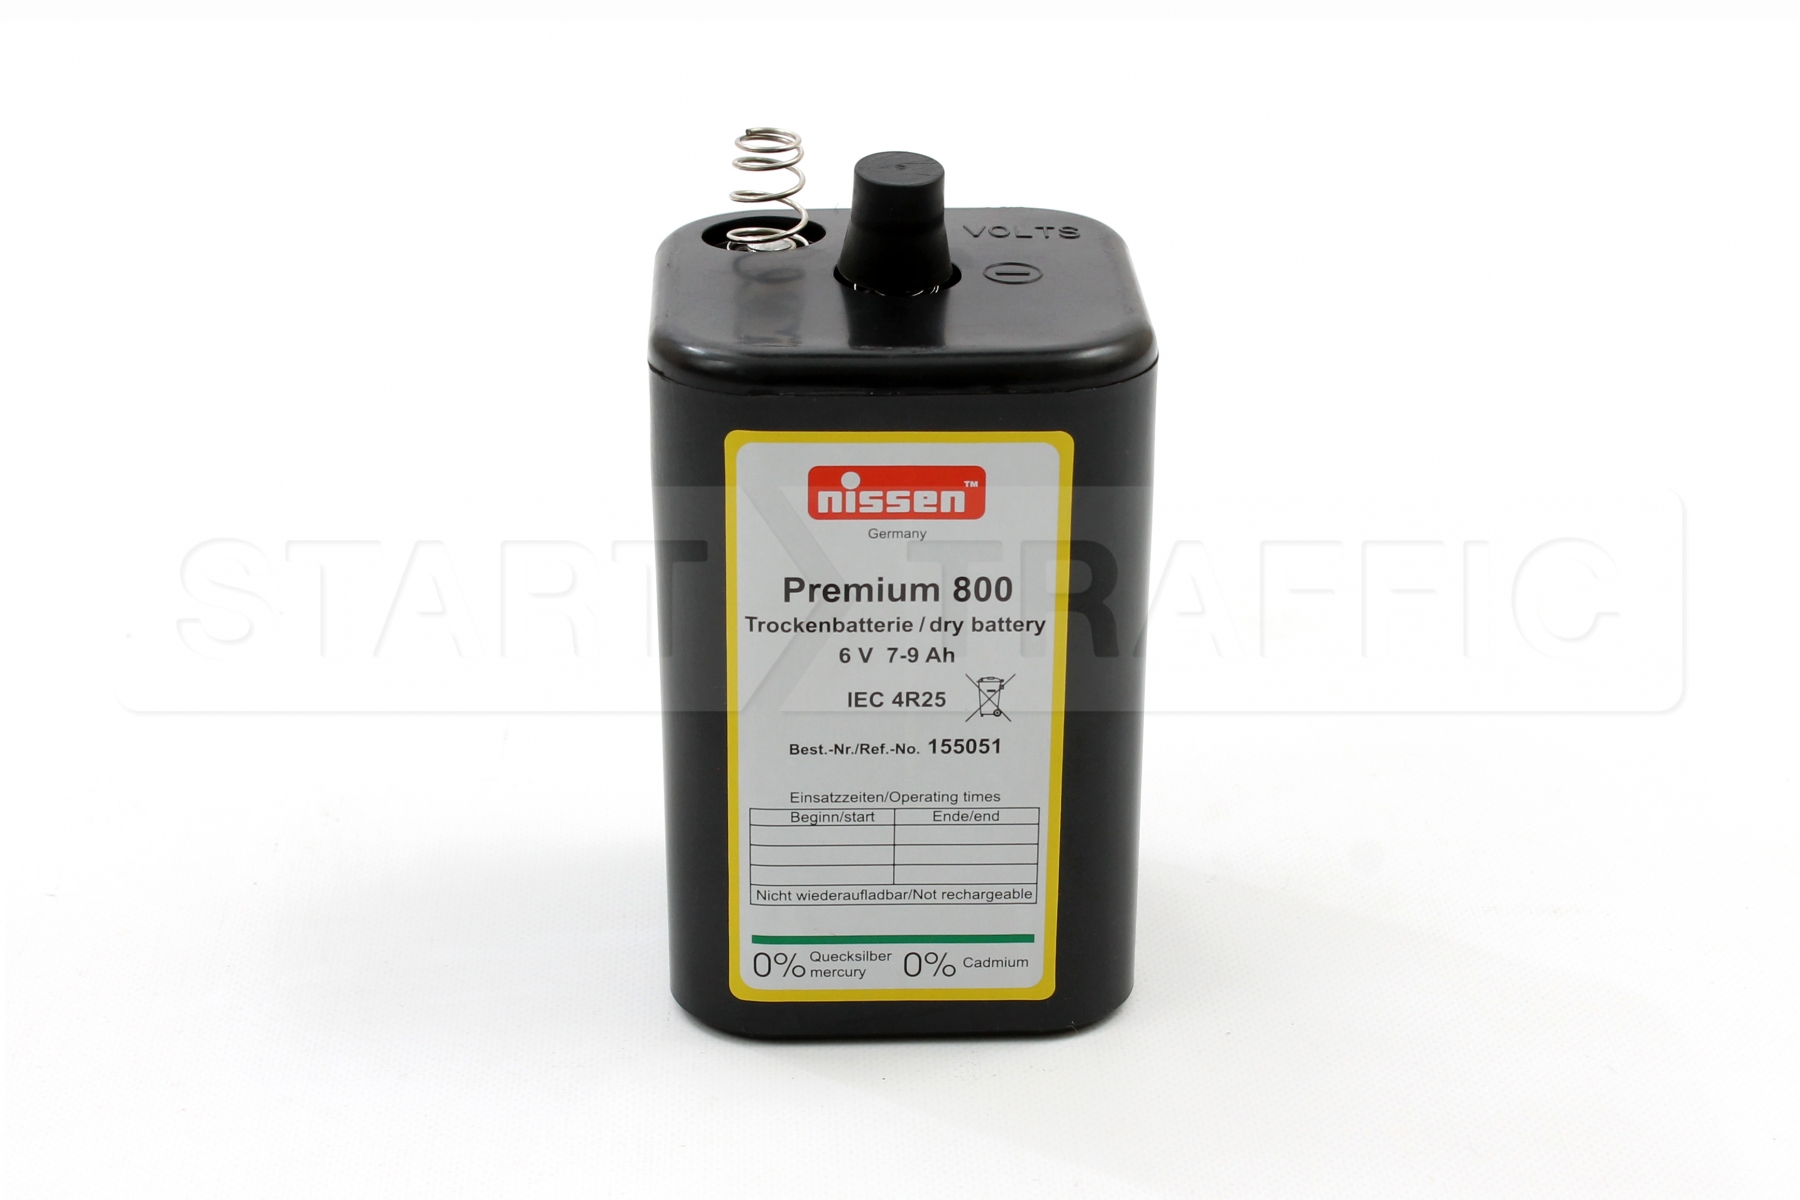 VOLTS
6
nissen™
Germany
Premium 800
Trockenbatterie / dry battery
6 V 7-9 Ah
IEC 4R25
Best.-Nr./Ref.-No. 155051
Einsatzzeiten/Operating times
Beginn/start Ende/end
Nicht wiederaufladbar/Not rechargeable
0% Quecksilber
mercury
0% Cadmium
START TRAFFIC